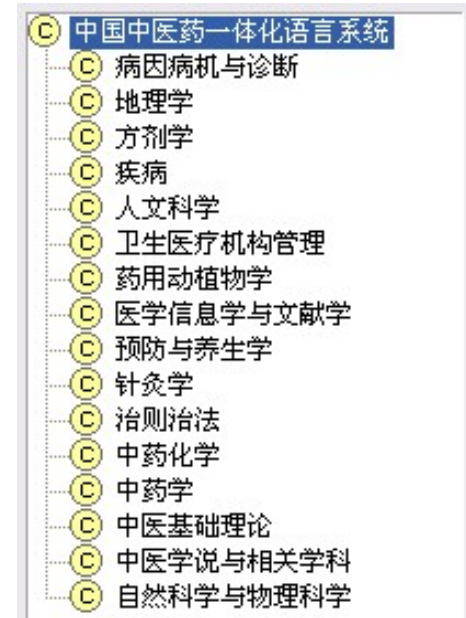 中国中医药一体化语言系统
病因病机与诊断
地理学
方剂学
疾病
人文科学
卫生医疗机构管理
药用动植物学
医学信息学与文献学
预防与养生学
针灸学
治则治法
中药化学
中药学
中医基础理论
中医学说与相关学科
自然科学与物理科学